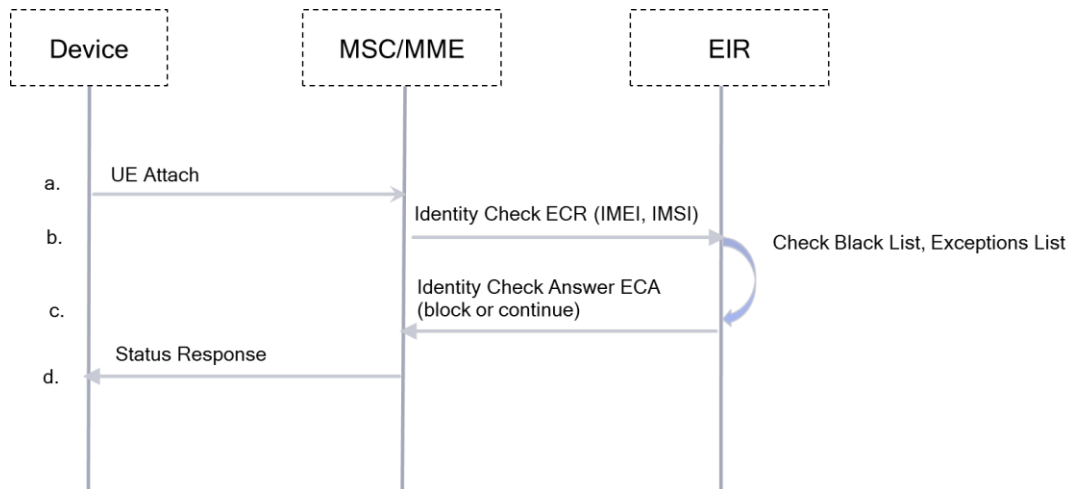 Device
MSC/MME
EIR
a.
UE Attach
b.
Identity Check ECR (IMEI, IMSI)
Check Black List, Exceptions List
c.
Identity Check Answer ECA
(block or continue)
d.
Status Response